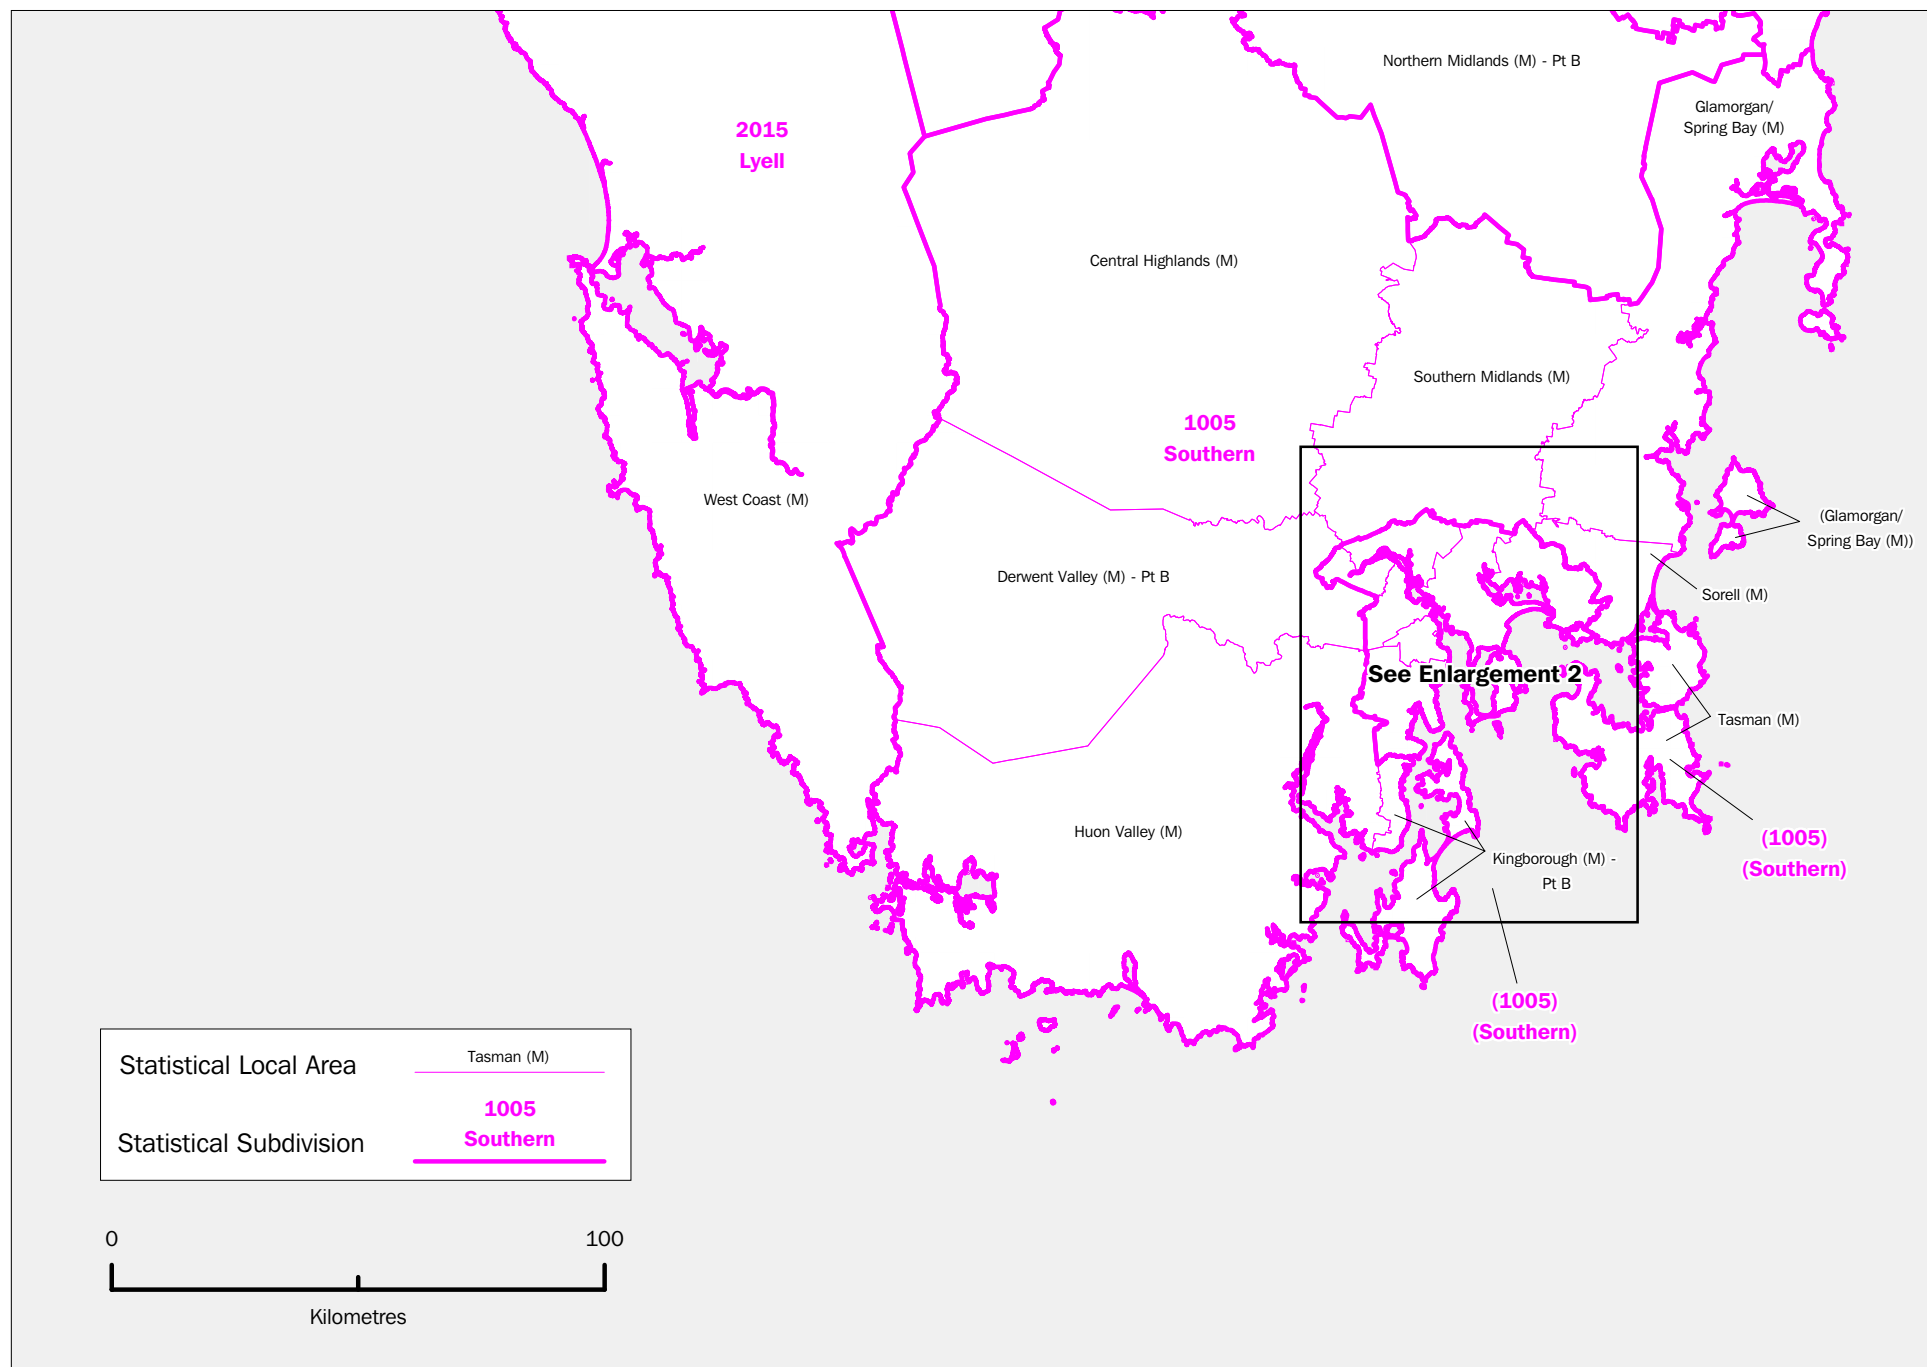 Northern Midlands (M) - Pt B
Glamorgan/
Spring Bay (M)
2015
Lyell
Central Highlands (M)
Southern Midlands (M)
1005
Southern
West Coast (M)
(Glamorgan/
Spring Bay (M))
Derwent Valley (M) - Pt B
Sorell (M)
See Enlargement 2
Tasman (M)
Huon Valley (M)
(1005)
(Southern)
Kingborough (M) -
Pt B
(1005)
(Southern)
Statistical Local Area
Tasman (M)
Statistical Subdivision
1005
Southern
0 100
Kilometres